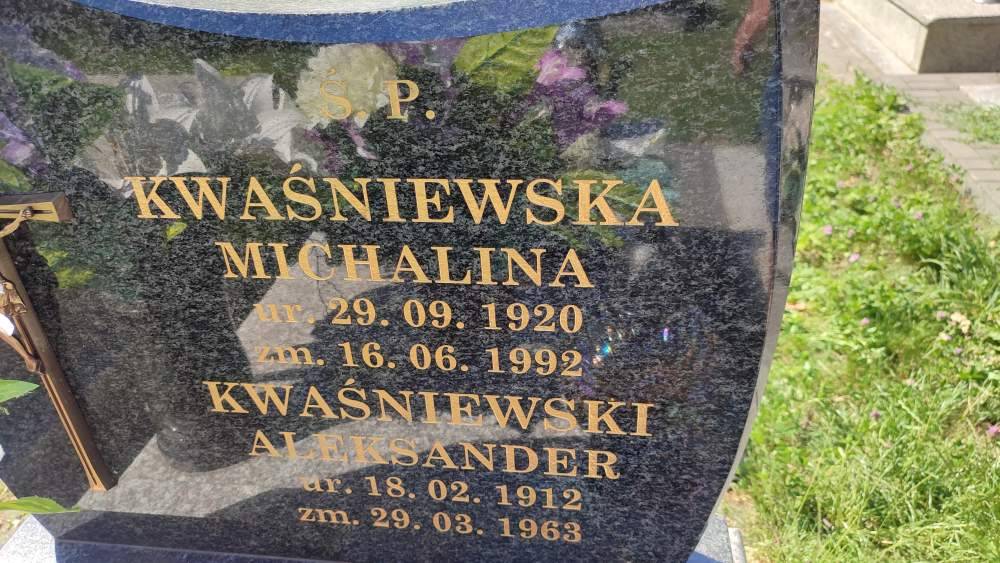 Ś. P.
KWAŚNIEWSKA
MICHALINA
ur. 29. 09. 1920
zm. 16. 06. 1992
KWAŚNIEWSKI
ALEKSANDER
ur. 18. 02. 1912
zm. 29. 03. 1963